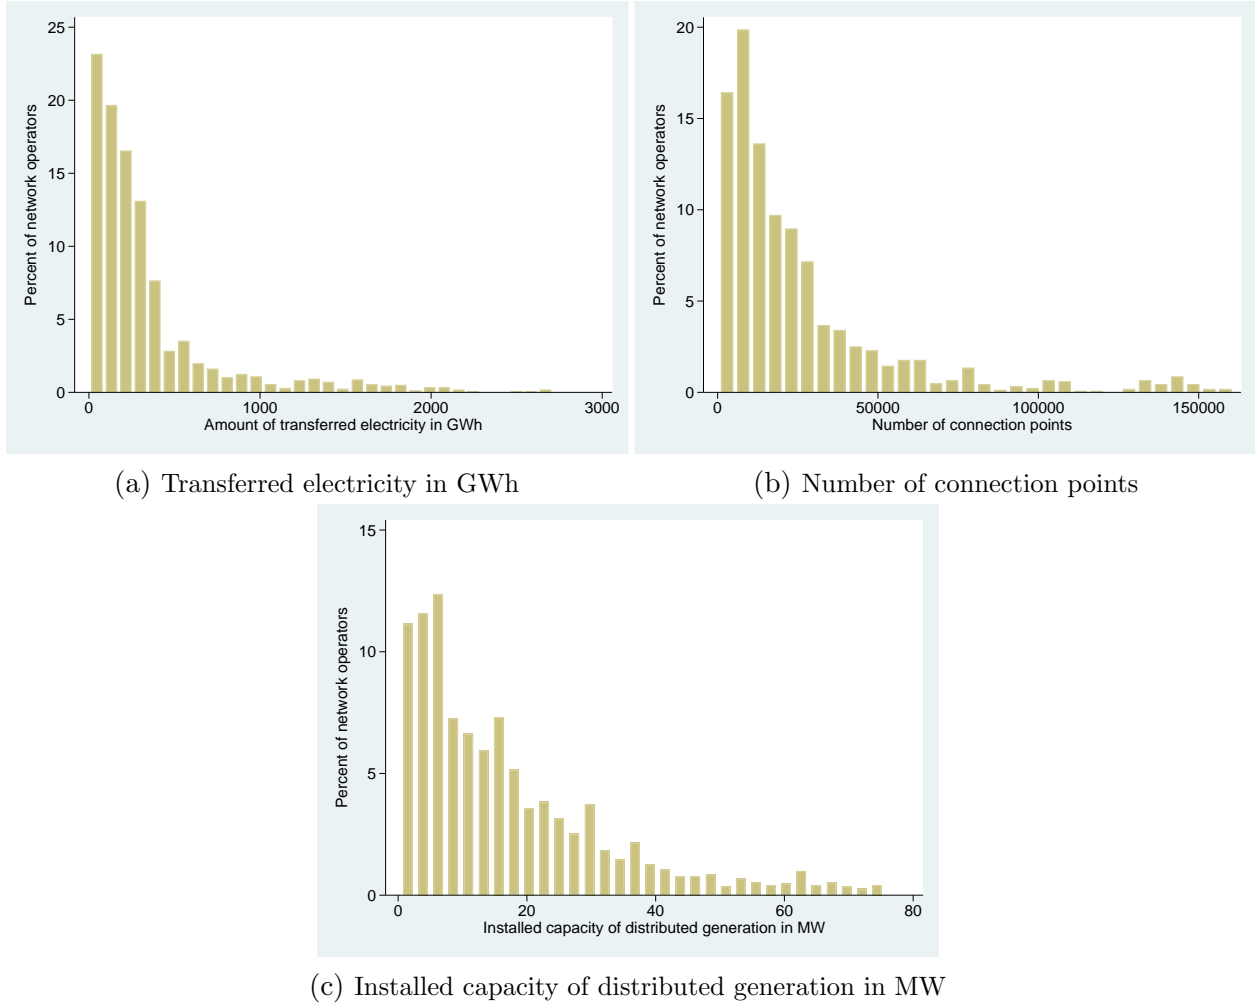 25
20
15
10
5
0
Percent of network operators
0 1000 2000 3000
Amount of transferred electricity in GWh
(a) Transferred electricity in GWh
20
15
10
5
0
Percent of network operators
0 50000 100000 150000
Number of connection points
(b) Number of connection points
15
10
5
0
Percent of network operators
0 20 40 60 80
Installed capacity of distributed generation in MW
(c) Installed capacity of distributed generation in MW